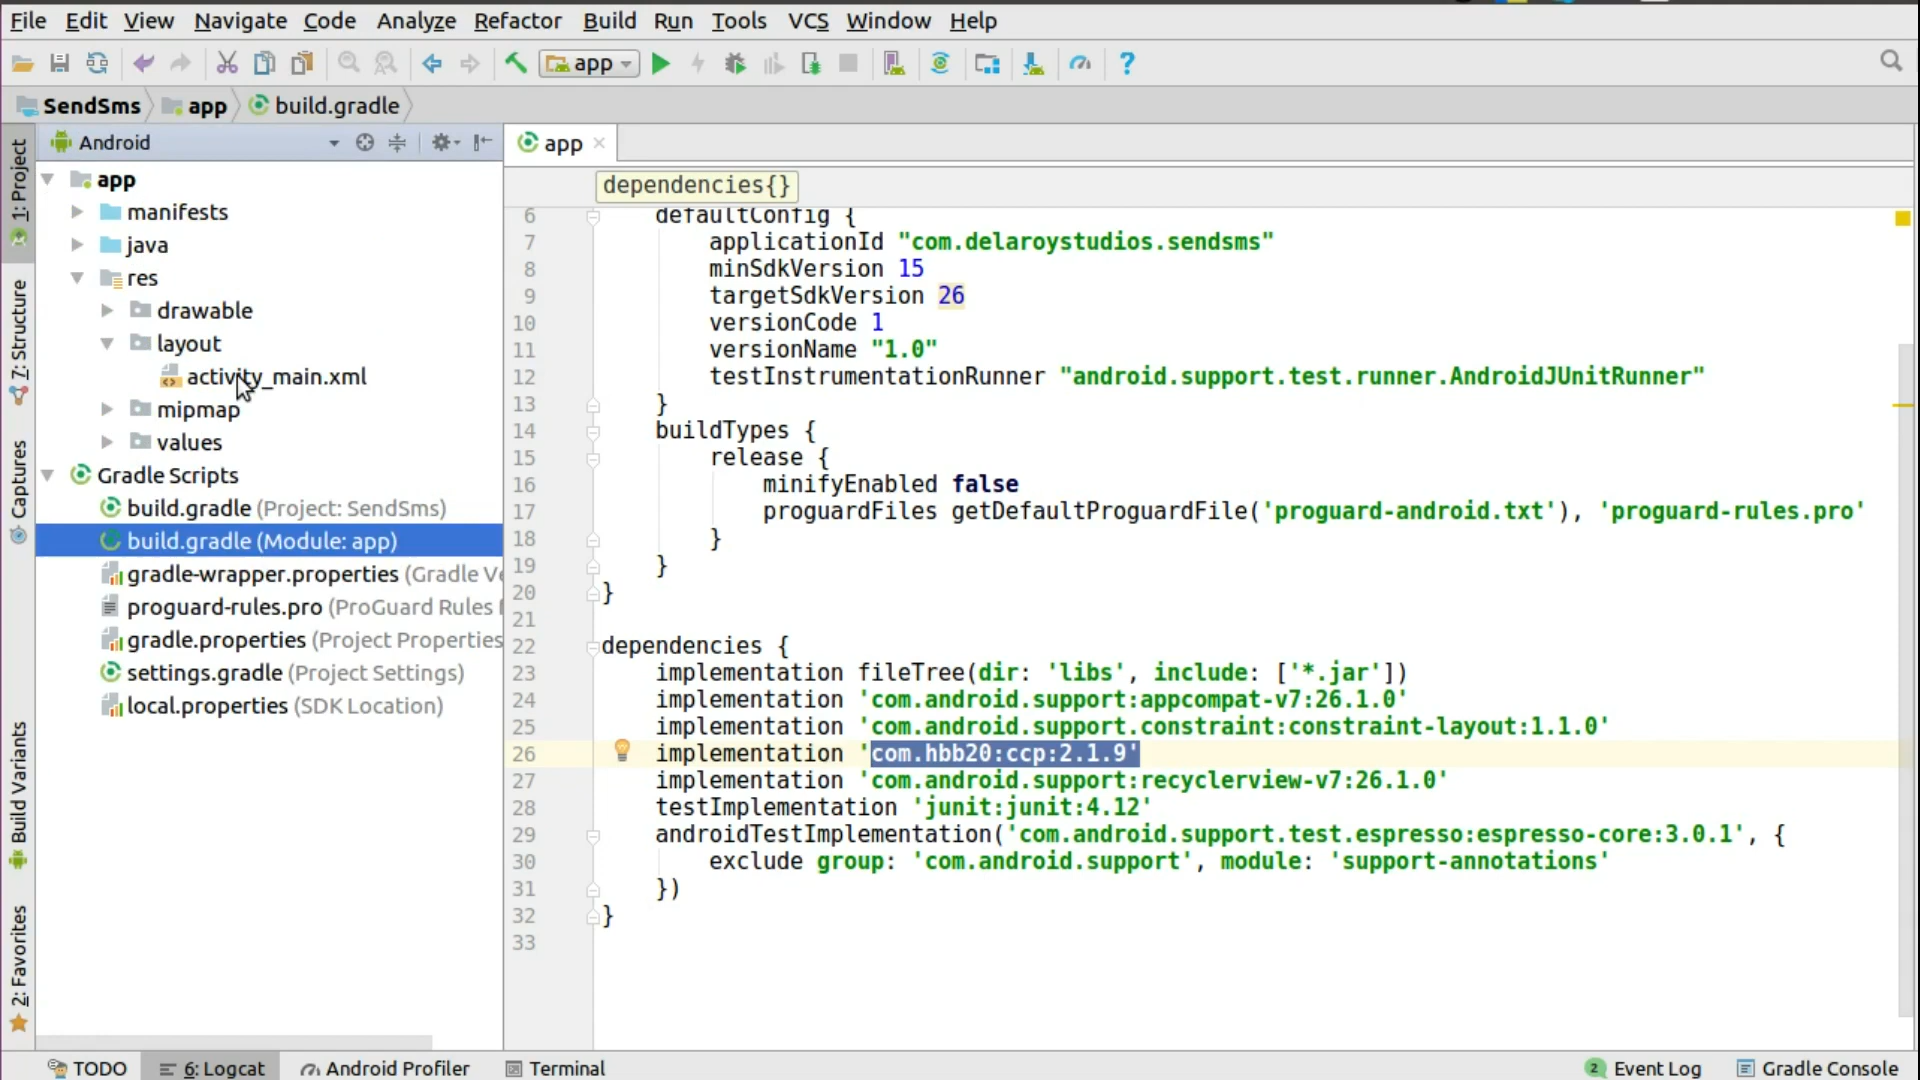 File Edit View Navigate Code Analyze Refactor Build Run Tools VCS Window Help
app
SendSms app build.gradle
Android
app
1: Project
7: Structure
Captures
Build Variants
2: Favorites
app
manifests
java
res
drawable
layout
activity_main.xml
mipmap
values
Gradle Scripts
build.gradle (Project: SendSms)
build.gradle (Module: app)
gradle-wrapper.properties (Gradle Ve
proguard-rules.pro (ProGuard Rules
gradle.properties (Project Properties
settings.gradle (Project Settings)
local.properties (SDK Location)
dependencies{}
6 defaultConfig {
7 applicationId "com.delaroystudios.sendsms"
8 minSdkVersion 15
9 targetSdkVersion 26
10 versionCode 1
11 versionName "1.0"
12 testInstrumentationRunner "android.support.test.runner.AndroidJUnitRunner"
13 }
14 buildTypes {
15 release {
16 minifyEnabled false
17 proguardFiles getDefaultProguardFile('proguard-android.txt'), 'proguard-rules.pro'
18 }
19 }
20 }
21
22 dependencies {
23 implementation fileTree(dir: 'libs', include: ['*.jar'])
24 implementation 'com.android.support:appcompat-v7:26.1.0'
25 implementation 'com.android.support.constraint:constraint-layout:1.1.0'
26 implementation 'com.hbb20:ccp:2.1.9'
27 implementation 'com.android.support:recyclerview-v7:26.1.0'
28 testImplementation 'junit:junit:4.12'
29 androidTestImplementation('com.android.support.test.espresso:espresso-core:3.0.1', {
30 exclude group: 'com.android.support', module: 'support-annotations'
31 })
32 }
33
TODO 6: Logcat Android Profiler Terminal 2 Event Log Gradle Console